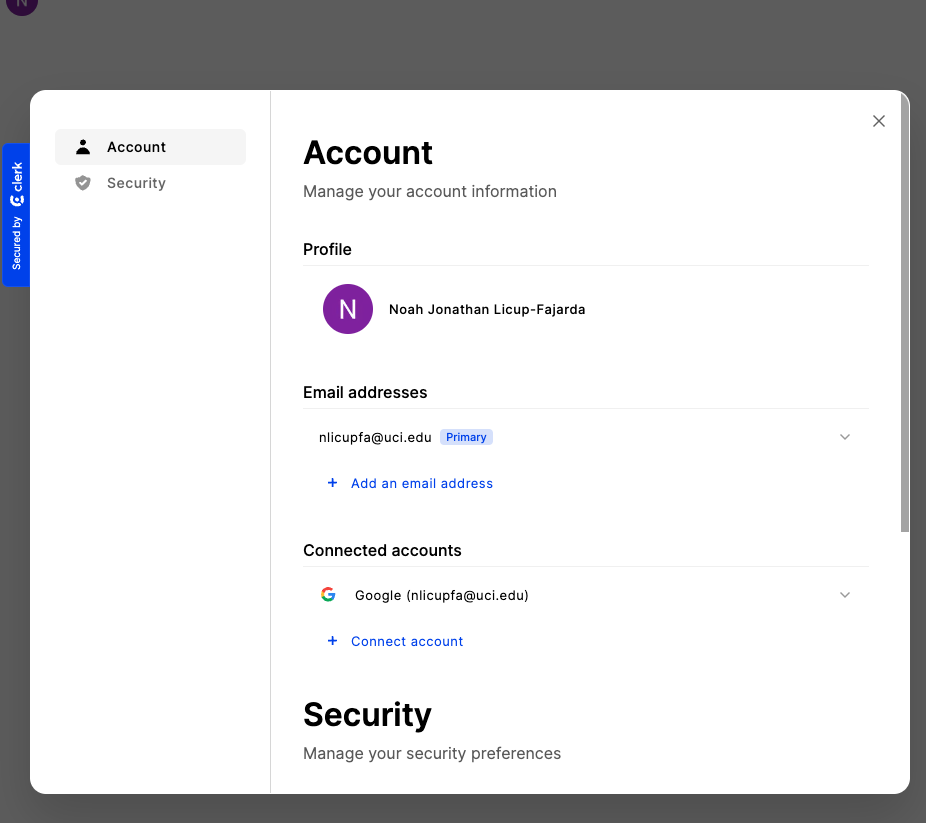 N
Account
Security
Secured by clerk
Account
Manage your account information
Profile
N
Noah Jonathan Licup-Fajarda
Email addresses
nlicupfa@uci.edu Primary
+ Add an email address
Connected accounts
Google (nlicupfa@uci.edu)
+ Connect account
Security
Manage your security preferences